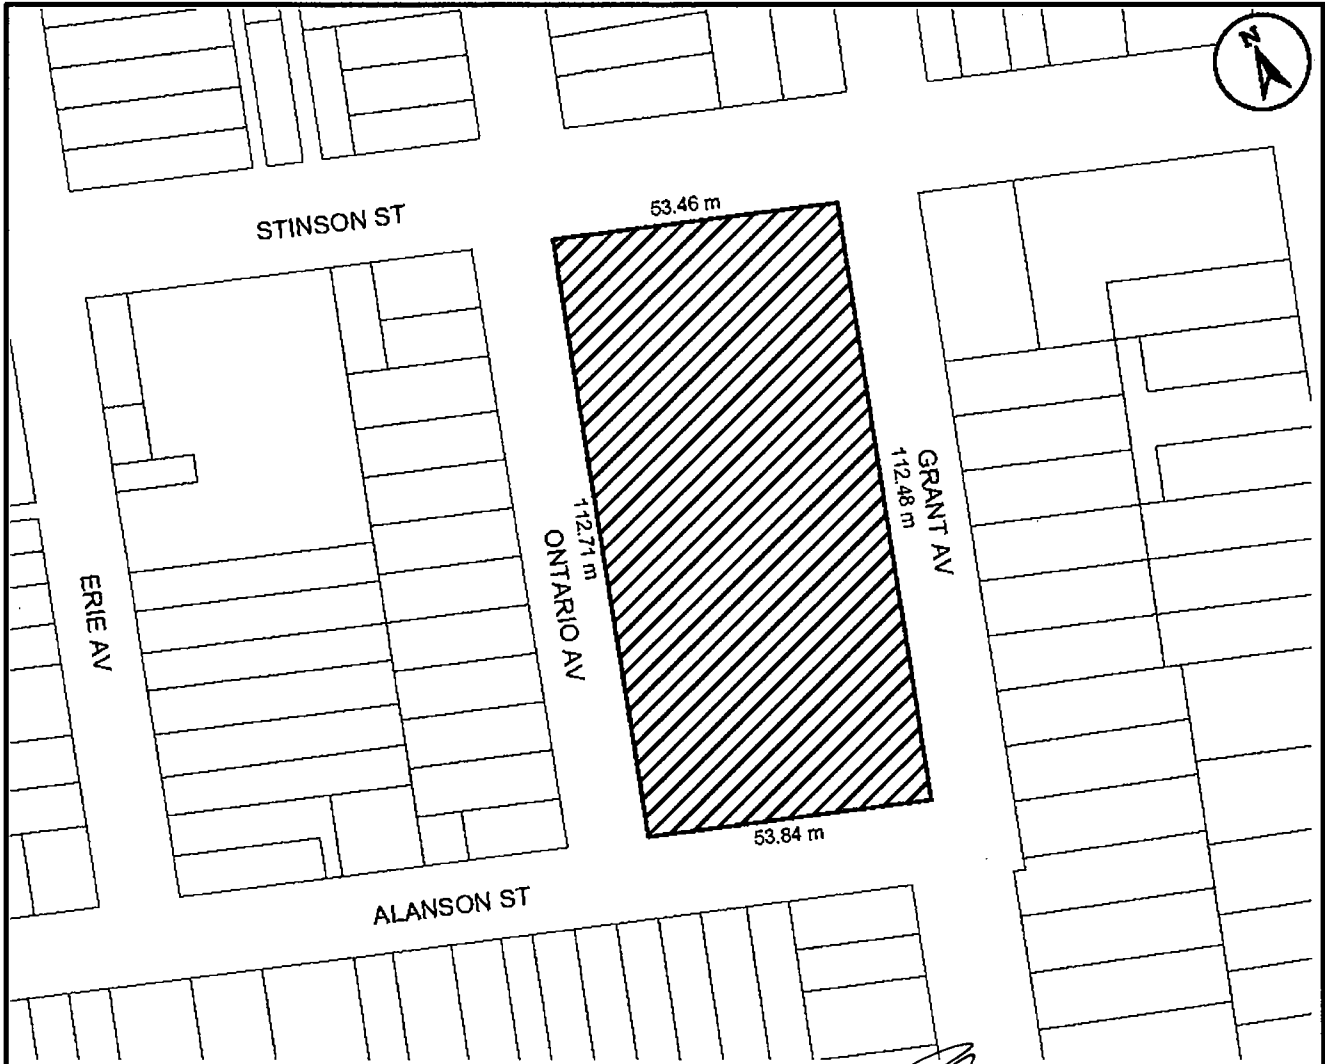 N
53.46 m
STINSON ST
GRANT AV
112.48 m
112.71 m
ONTARIO AV
ERIE AV
53.84 m
ALANSON ST